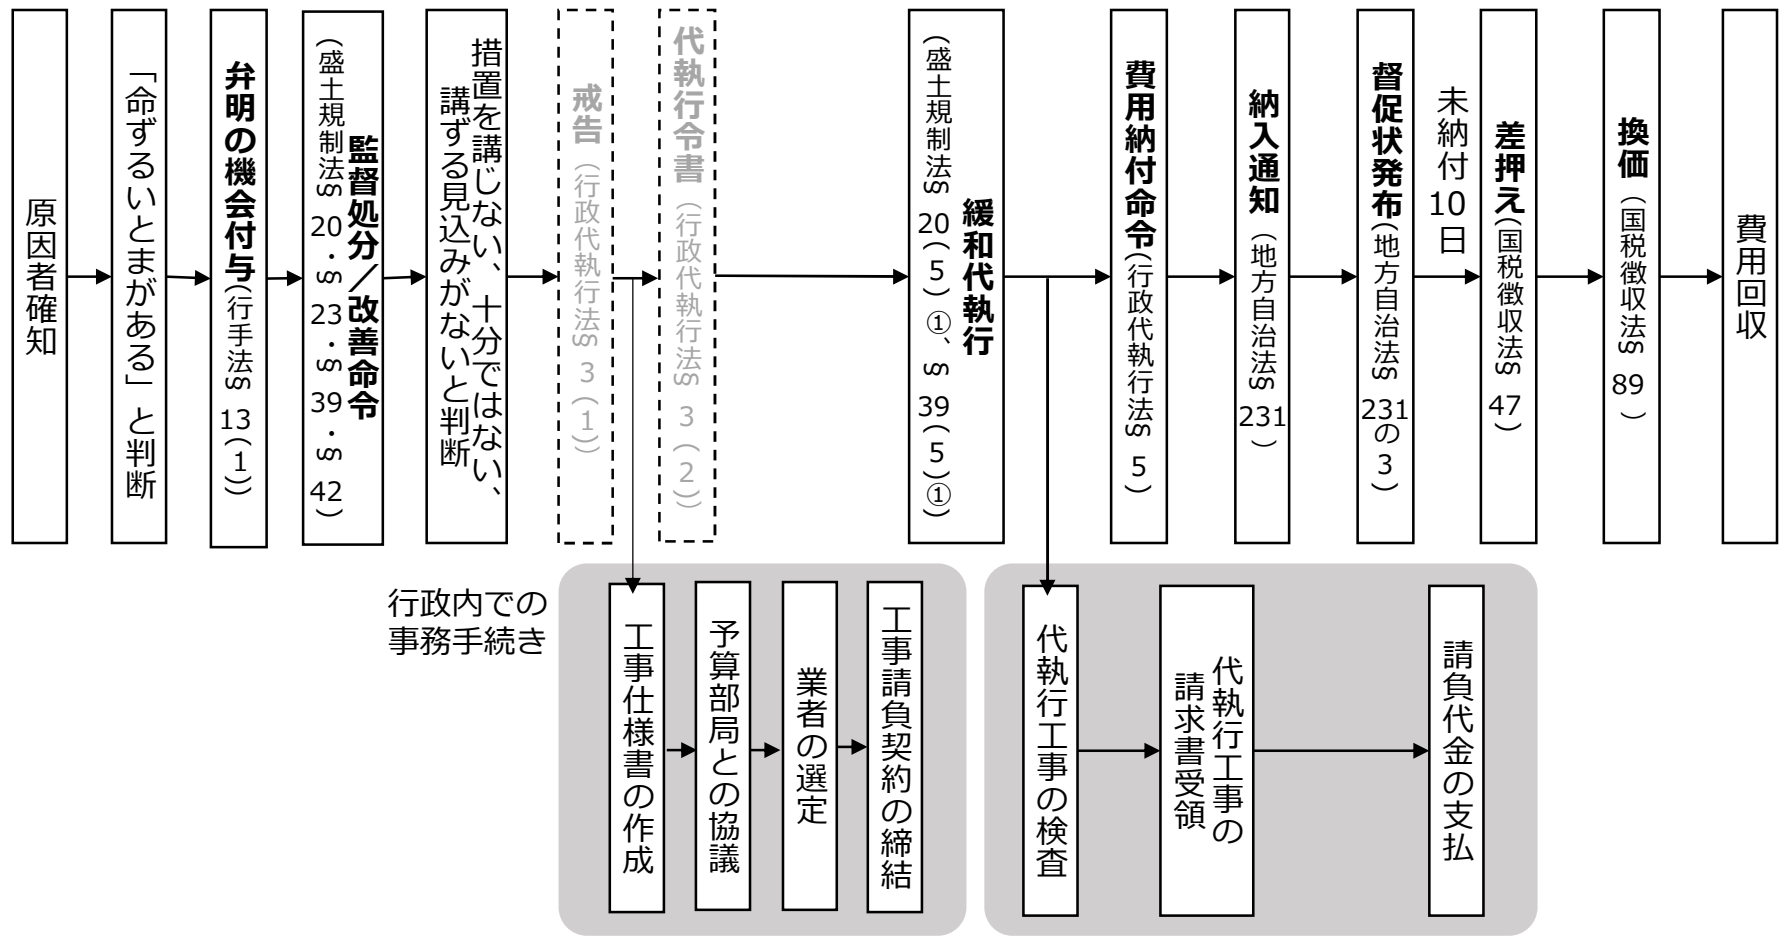 原因者確知
「命ずるいとまがある」と判断
弁明の機会付与(行手法§13(1))
監督処分／改善命令
(盛土規制法§20・§23・§39・§42)
措置を講じない、十分ではない、
講ずる見込みがないと判断
戒告(行政代執行法§3(1))
代執行令書(行政代執行法§3(2))
緩和代執行
(盛土規制法§20(5)①、§39(5)①)
費用納付命令(行政代執行法§5)
納入通知(地方自治法§231)
督促状発布(地方自治法§231の3)
未納付10日
差押え(国税徴収法§47)
換価(国税徴収法§89)
費用回収
行政内での
事務手続き
工事仕様書の作成
予算部局との協議
業者の選定
工事請負契約の締結
代執行工事の検査
代執行工事の
請求書受領
請負代金の支払